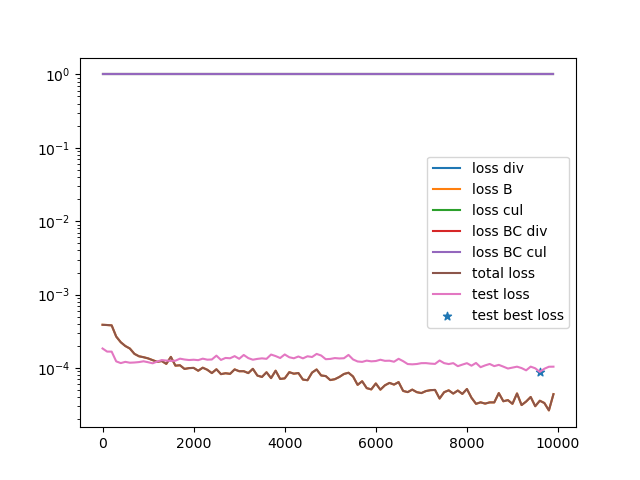 10⁰
10⁻¹
10⁻²
10⁻³
10⁻⁴
loss div
loss B
loss cul
loss BC div
loss BC cul
total loss
test loss
test best loss
0 2000 4000 6000 8000 10000